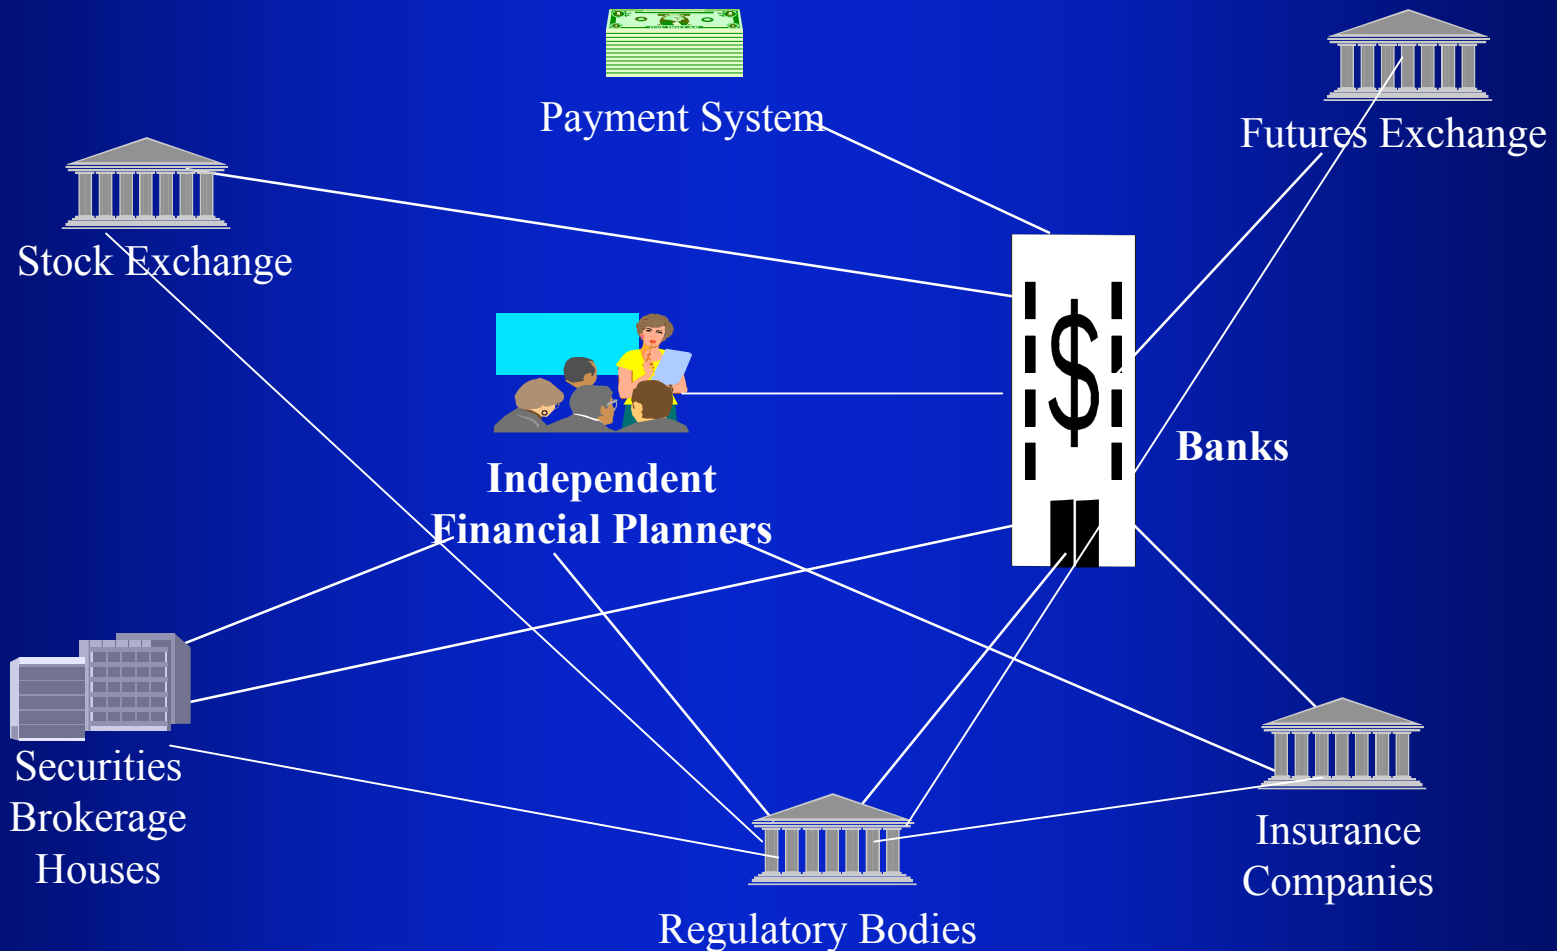 Payment System
Futures Exchange
Stock Exchange
$
Banks
Independent
Financial Planners
Securities
Brokerage
Houses
Insurance
Companies
Regulatory Bodies